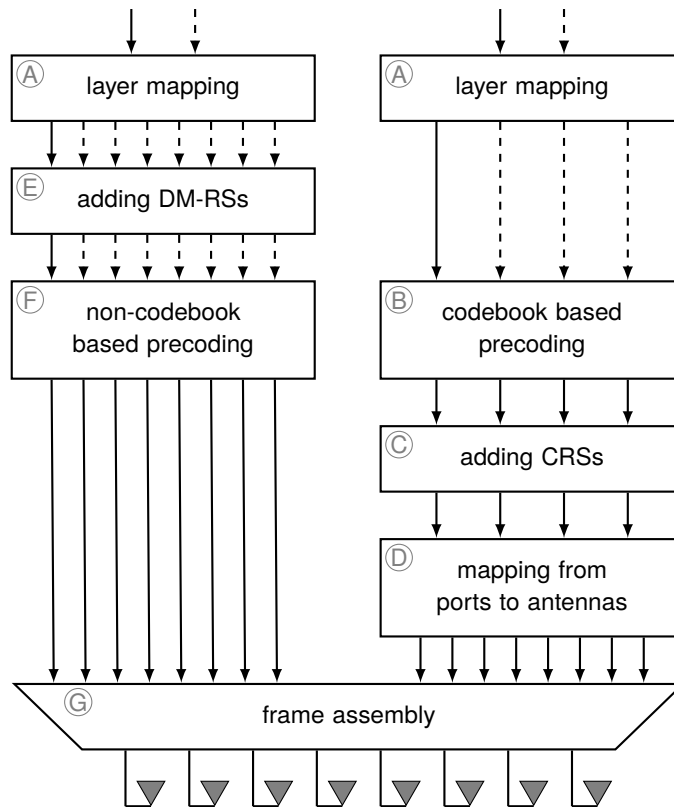 A
layer mapping
A
layer mapping
E
adding DM-RSs
F
non-codebook
based precoding
B
codebook based
precoding
C
adding CRSs
D
mapping from
ports to antennas
G
frame assembly